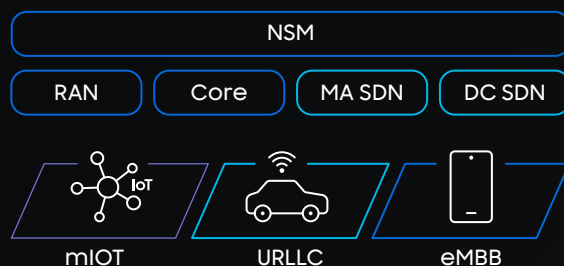 NSM
RAN
Core
MA SDN
DC SDN
IoT
mIOT
URLLC
eMBB